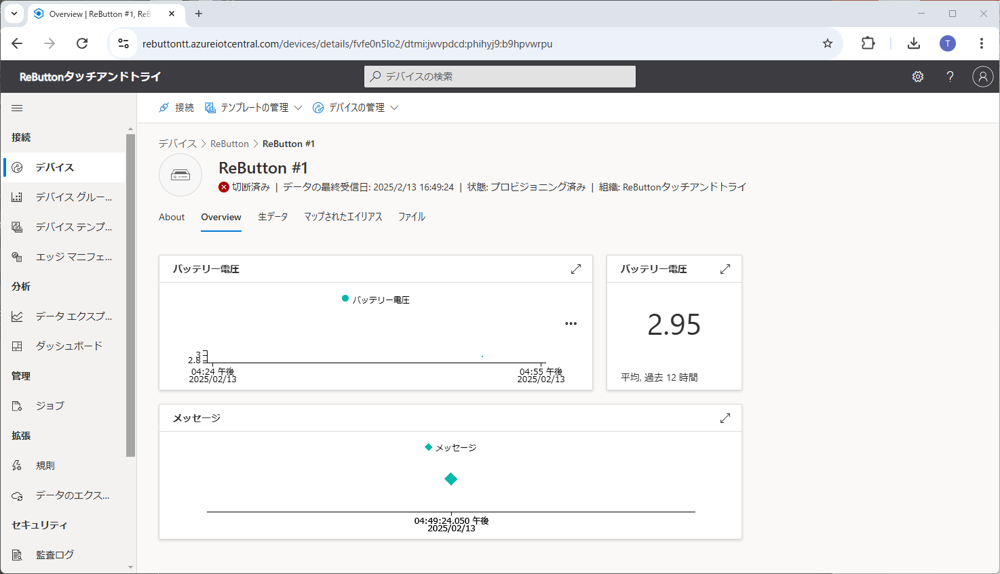 Overview | ReButton #1, ReB
rebuttontt.azureiotcentral.com/devices/details/fvfe0n5lo2/dtmi:jwvpdcd:phihyj9:b9hpvwrpu
T
ReButtonタッチアンドトライ
デバイスの検索
接続
テンプレートの管理
デバイスの管理
接続
デバイス
デバイス グルー...
デバイス テンプ...
エッジ マニフェ...
分析
データ エクスプ...
ダッシュボード
管理
ジョブ
拡張
規則
データのエクス...
セキュリティ
監査ログ
デバイス > ReButton > ReButton #1
ReButton #1
切断済み | データの最終受信日: 2025/2/13 16:49:24 | 状態: プロビジョニング済み | 組織: ReButtonタッチアンドトライ
About
Overview
生データ
マップされたエイリアス
ファイル
バッテリー電圧
バッテリー電圧
3
2.8
04:24 午後
2025/02/13
04:55 午後
2025/02/13
バッテリー電圧
2.95
平均, 過去 12 時間
メッセージ
メッセージ
04:49:24.050 午後
2025/02/13